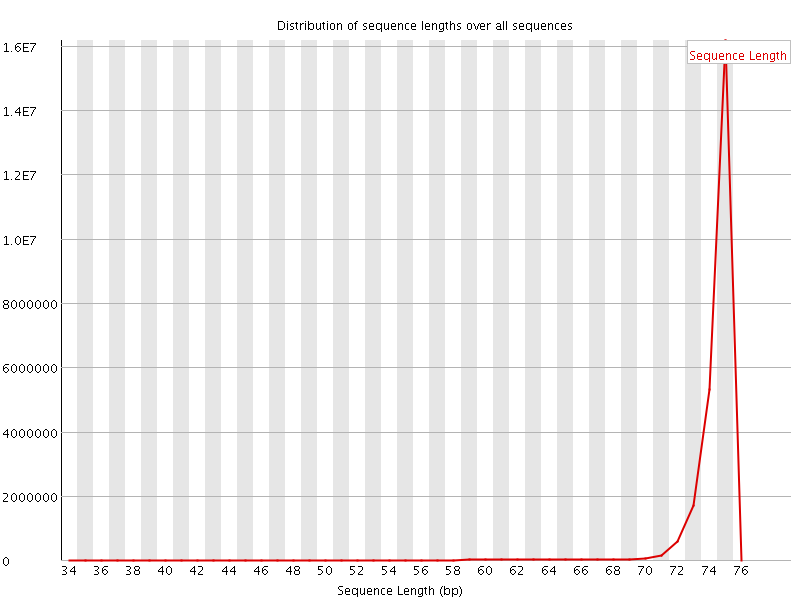 Distribution of sequence lengths over all sequences
1.6E7
Sequence Length
1.4E7
1.2E7
1.0E7
8000000
6000000
4000000
2000000
0
34 36 38 40 42 44 46 48 50 52 54 56 58 60 62 64 66 68 70 72 74 76
Sequence Length (bp)